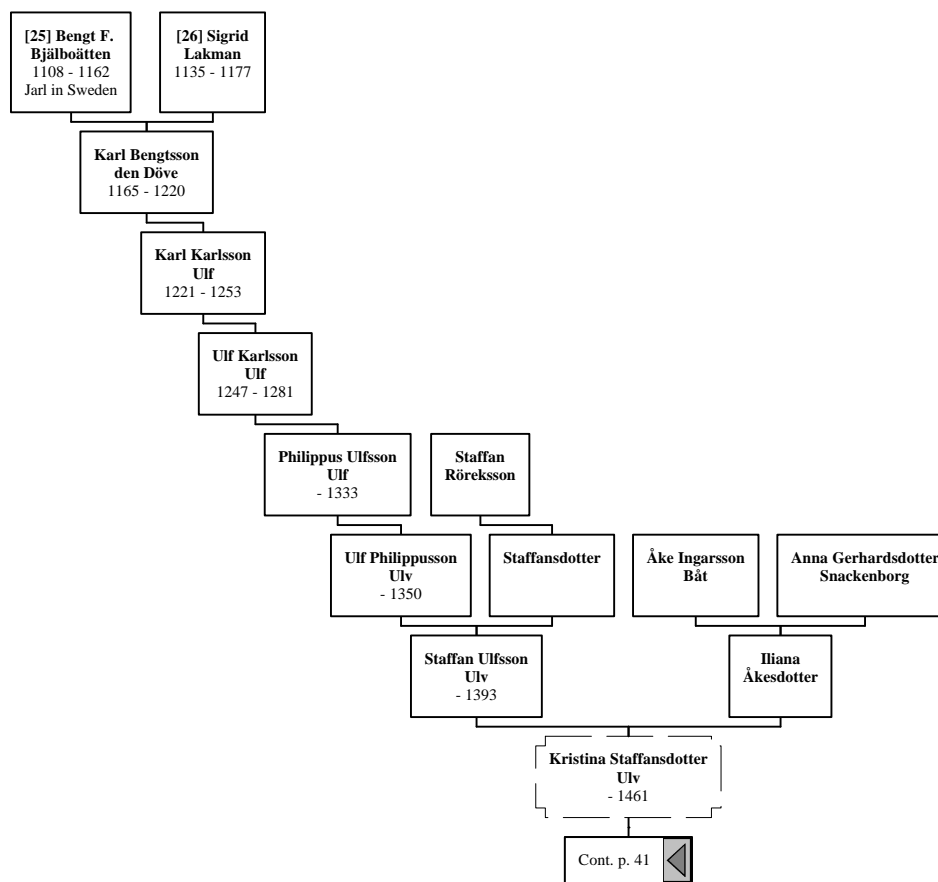 [25] Bengt F.
Bjälboätten
1108 - 1162
Jarl in Sweden
[26] Sigrid
Lakman
1135 - 1177
Karl Bengtsson
den Döve
1165 - 1220
Karl Karlsson
Ulf
1221 - 1253
Ulf Karlsson
Ulf
1247 - 1281
Philippus Ulfsson
Ulf
- 1333
Staffan
Röreksson
Ulf Philippusson
Ulv
- 1350
Staffansdotter
Åke Ingarsson
Båt
Anna Gerhardsdotter
Snackenborg
Staffan Ulfsson
Ulv
- 1393
Iliana
Åkesdotter
Kristina Staffansdotter
Ulv
- 1461
Cont. p. 41